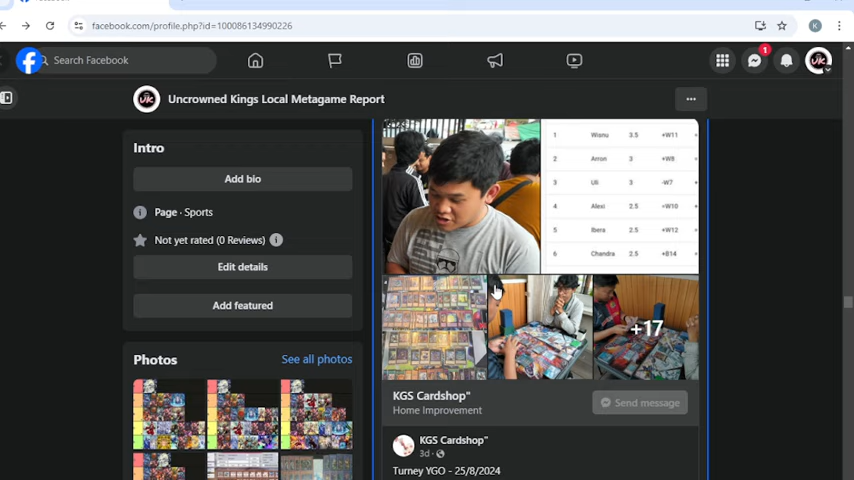 facebook.com/profile.php?id=100086134990226
K
Search Facebook
1
Uncrowned Kings Local Metagame Report
Intro
Add bio
Page · Sports
Not yet rated (0 Reviews)
Edit details
Add featured
Photos
See all photos
1 Wisnu 3.5 +W11
2 Arron 3 +W8
3 Uli 3 -W7
4 Alexi 2.5 =W10
5 Ibera 2.5 =W12
6 Chandra 2.5 +B14
+17
KGS Cardshop"
Home Improvement
Send message
KGS Cardshop"
3d ·
Turney YGO - 25/8/2024